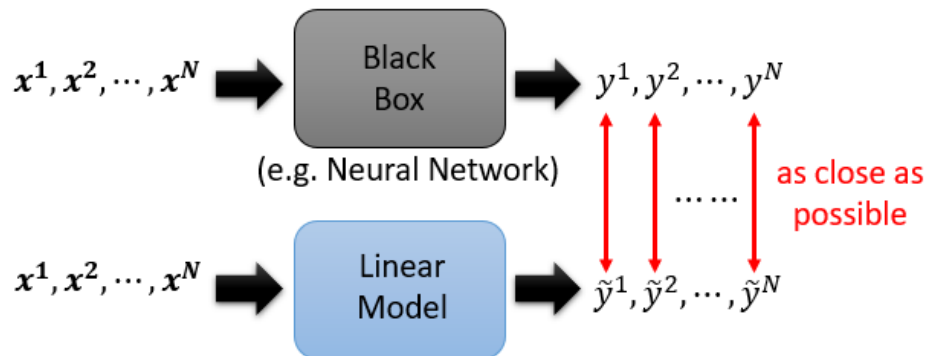 𝒙¹, 𝒙², ⋯, 𝒙ᴺ
Black
Box
y¹, y², ⋯, yᴺ
(e.g. Neural Network)
⋯⋯
as close as
possible
𝒙¹, 𝒙², ⋯, 𝒙ᴺ
Linear
Model
ỹ¹, ỹ², ⋯, ỹᴺ